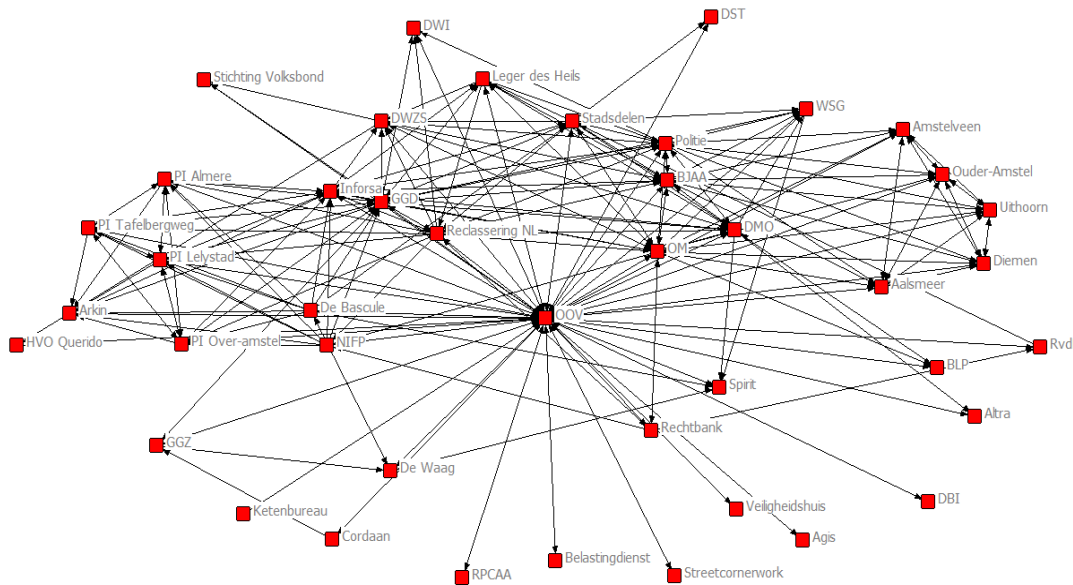 DST
DWI
Leger des Heils
Stichting Volksbond
WSG
DWZS
Stadsdelen
Amstelveen
Politie
Ouder-Amstel
PI Almere
BJAA
Inforsa
GGD
Uithoorn
PI Tafelbergweg
DMO
Reclassering NL
OM
PI Lelystad
Diemen
Aalsmeer
Arkin
De Bascule
OOV
HVO Querido
PI Over-amstel
NIFP
Rvd
BLP
Spirit
Altra
Rechtbank
GGZ
De Waag
DBI
Veiligheidshuis
Ketenbureau
Cordaan
Agis
Belastingdienst
RPCAA
Streetcornerwork